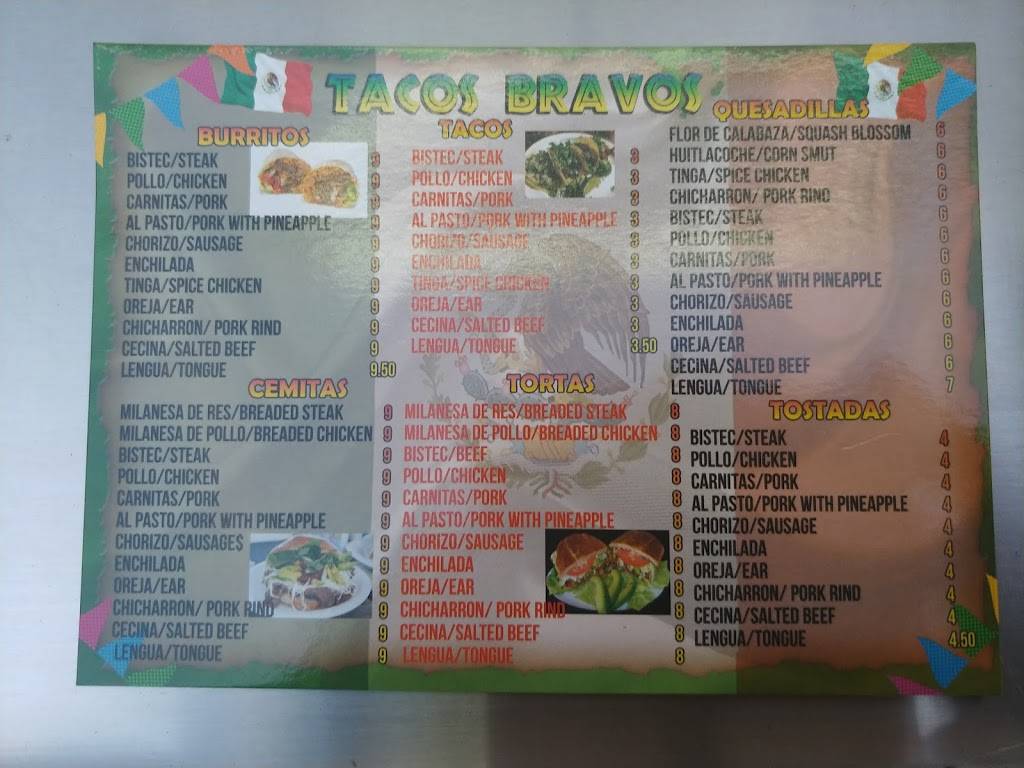 TACOS BRAVOS
BURRITOS
BISTEC/STEAK 9
POLLO/CHICKEN 9
CARNITAS/PORK 9
AL PASTO/PORK WITH PINEAPPLE 9
CHORIZO/SAUSAGE 9
ENCHILADA 9
TINGA/SPICE CHICKEN 9
OREJA/EAR 9
CHICHARRON/ PORK RIND 9
CECINA/SALTED BEEF 9
LENGUA/TONGUE 9.50
CEMITAS
MILANESA DE RES/BREADED STEAK 9
MILANESA DE POLLO/BREADED CHICKEN 9
BISTEC/STEAK 9
POLLO/CHICKEN 9
CARNITAS/PORK 9
AL PASTO/PORK WITH PINEAPPLE 9
CHORIZO/SAUSAGES 9
ENCHILADA 9
OREJA/EAR 9
CHICHARRON/ PORK RIND 9
CECINA/SALTED BEEF 9
LENGUA/TONGUE 9
TACOS
BISTEC/STEAK 3
POLLO/CHICKEN 3
CARNITAS/PORK 3
AL PASTO/PORK WITH PINEAPPLE 3
CHORIZO/SAUSAGE 3
ENCHILADA 3
TINGA/SPICE CHICKEN 3
OREJA/EAR 3
CECINA/SALTED BEEF 3
LENGUA/TONGUE 3.50
TORTAS
MILANESA DE RES/BREADED STEAK 8
MILANESA DE POLLO/BREADED CHICKEN 8
BISTEC/BEEF 8
POLLO/CHICKEN 8
CARNITAS/PORK 8
AL PASTO/PORK WITH PINEAPPLE 8
CHORIZO/SAUSAGE 8
ENCHILADA 8
OREJA/EAR 8
CHICHARRON/ PORK RIND 8
CECINA/SALTED BEEF 8
LENGUA/TONGUE 8
QUESADILLAS
FLOR DE CALABAZA/SQUASH BLOSSOM 6
HUITLACOCHE/CORN SMUT 6
TINGA/SPICE CHICKEN 6
CHICHARRON/ PORK RIND 6
BISTEC/STEAK 6
POLLO/CHICKEN 6
CARNITAS/PORK 6
AL PASTO/PORK WITH PINEAPPLE 6
CHORIZO/SAUSAGE 6
ENCHILADA 6
OREJA/EAR 6
CECINA/SALTED BEEF 6
LENGUA/TONGUE 7
TOSTADAS
BISTEC/STEAK 4
POLLO/CHICKEN 4
CARNITAS/PORK 4
AL PASTO/PORK WITH PINEAPPLE 4
CHORIZO/SAUSAGE 4
ENCHILADA 4
OREJA/EAR 4
CHICHARRON/ PORK RIND 4
CECINA/SALTED BEEF 4
LENGUA/TONGUE 4.50